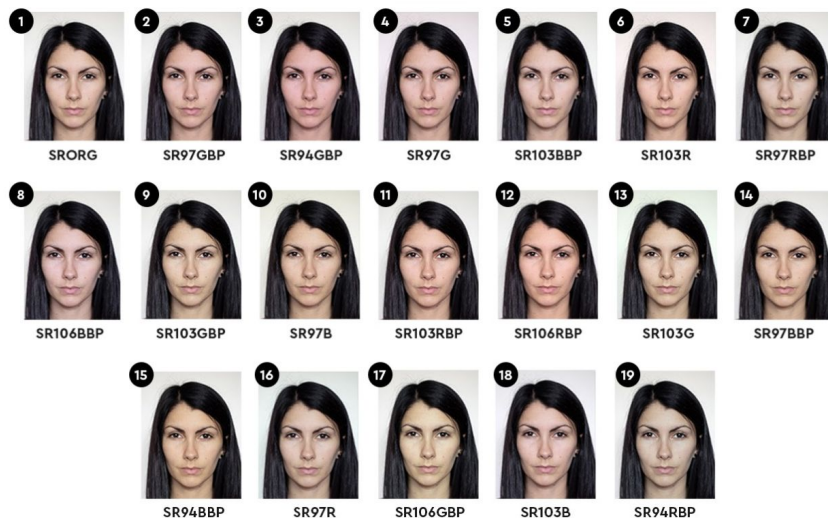 1 2 3 4 5 6 7
SRORG SR97GBP SR94GBP SR97G SR103BBP SR103R SR97RBP
8 9 10 11 12 13 14
SR106BBP SR103GBP SR97B SR103RBP SR106RBP SR103G SR97BBP
15 16 17 18 19
SR94BBP SR97R SR106GBP SR103B SR94RBP